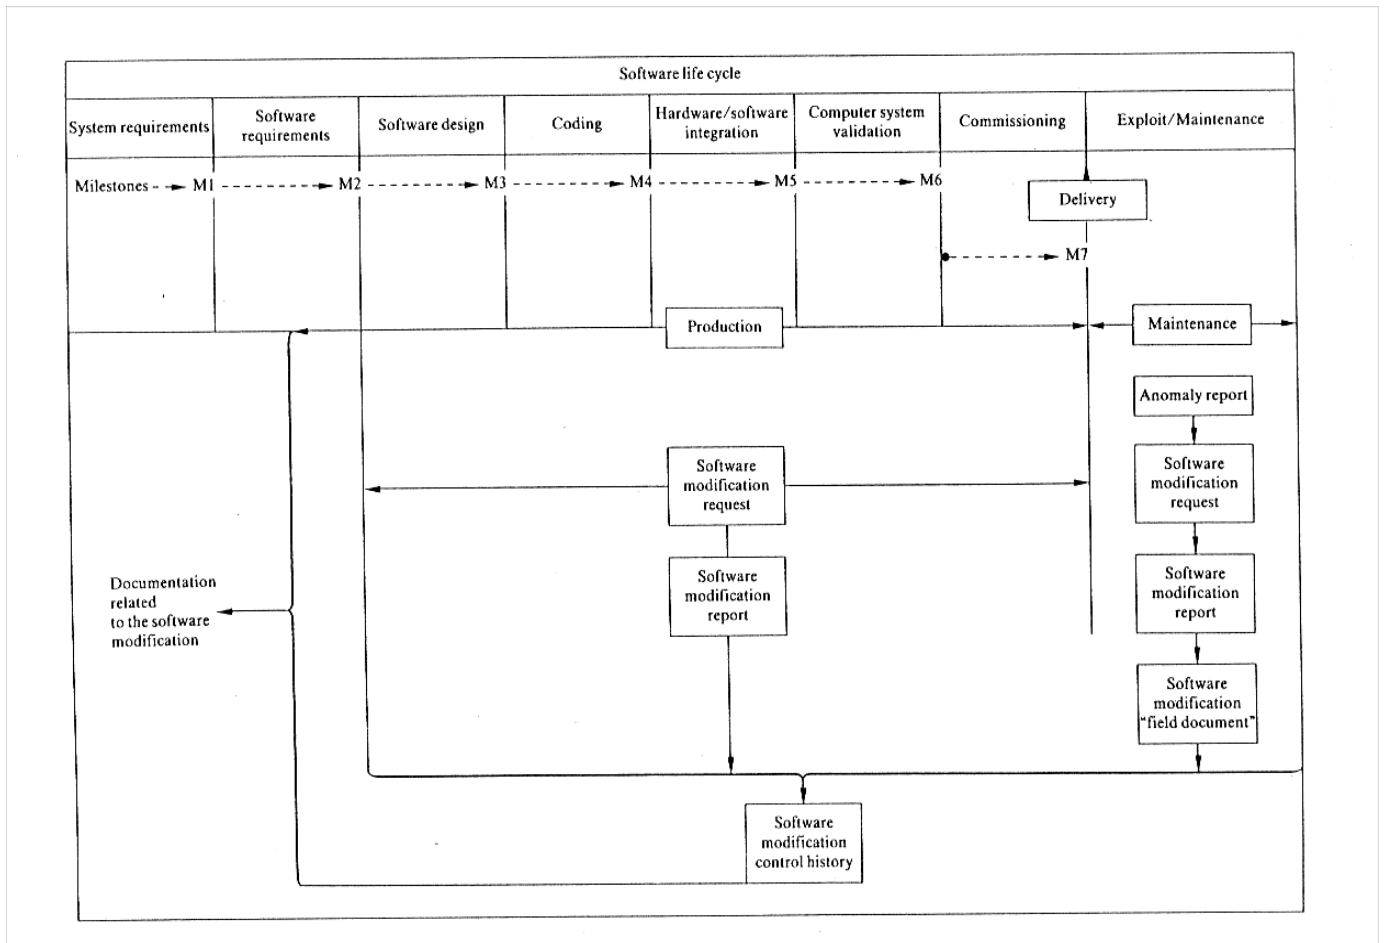 Software life cycle
System requirements
Software
requirements
Software design
Coding
Hardware/software
integration
Computer system
validation
Commissioning
Exploit/Maintenance
Milestones
M1
M2
M3
M4
M5
M6
Delivery
M7
Production
Maintenance
Anomaly report
Software
modification
request
Software
modification
request
Software
modification
report
Software
modification
report
Documentation
related
to the software
modification
Software
modification
“field document”
Software
modification
control history